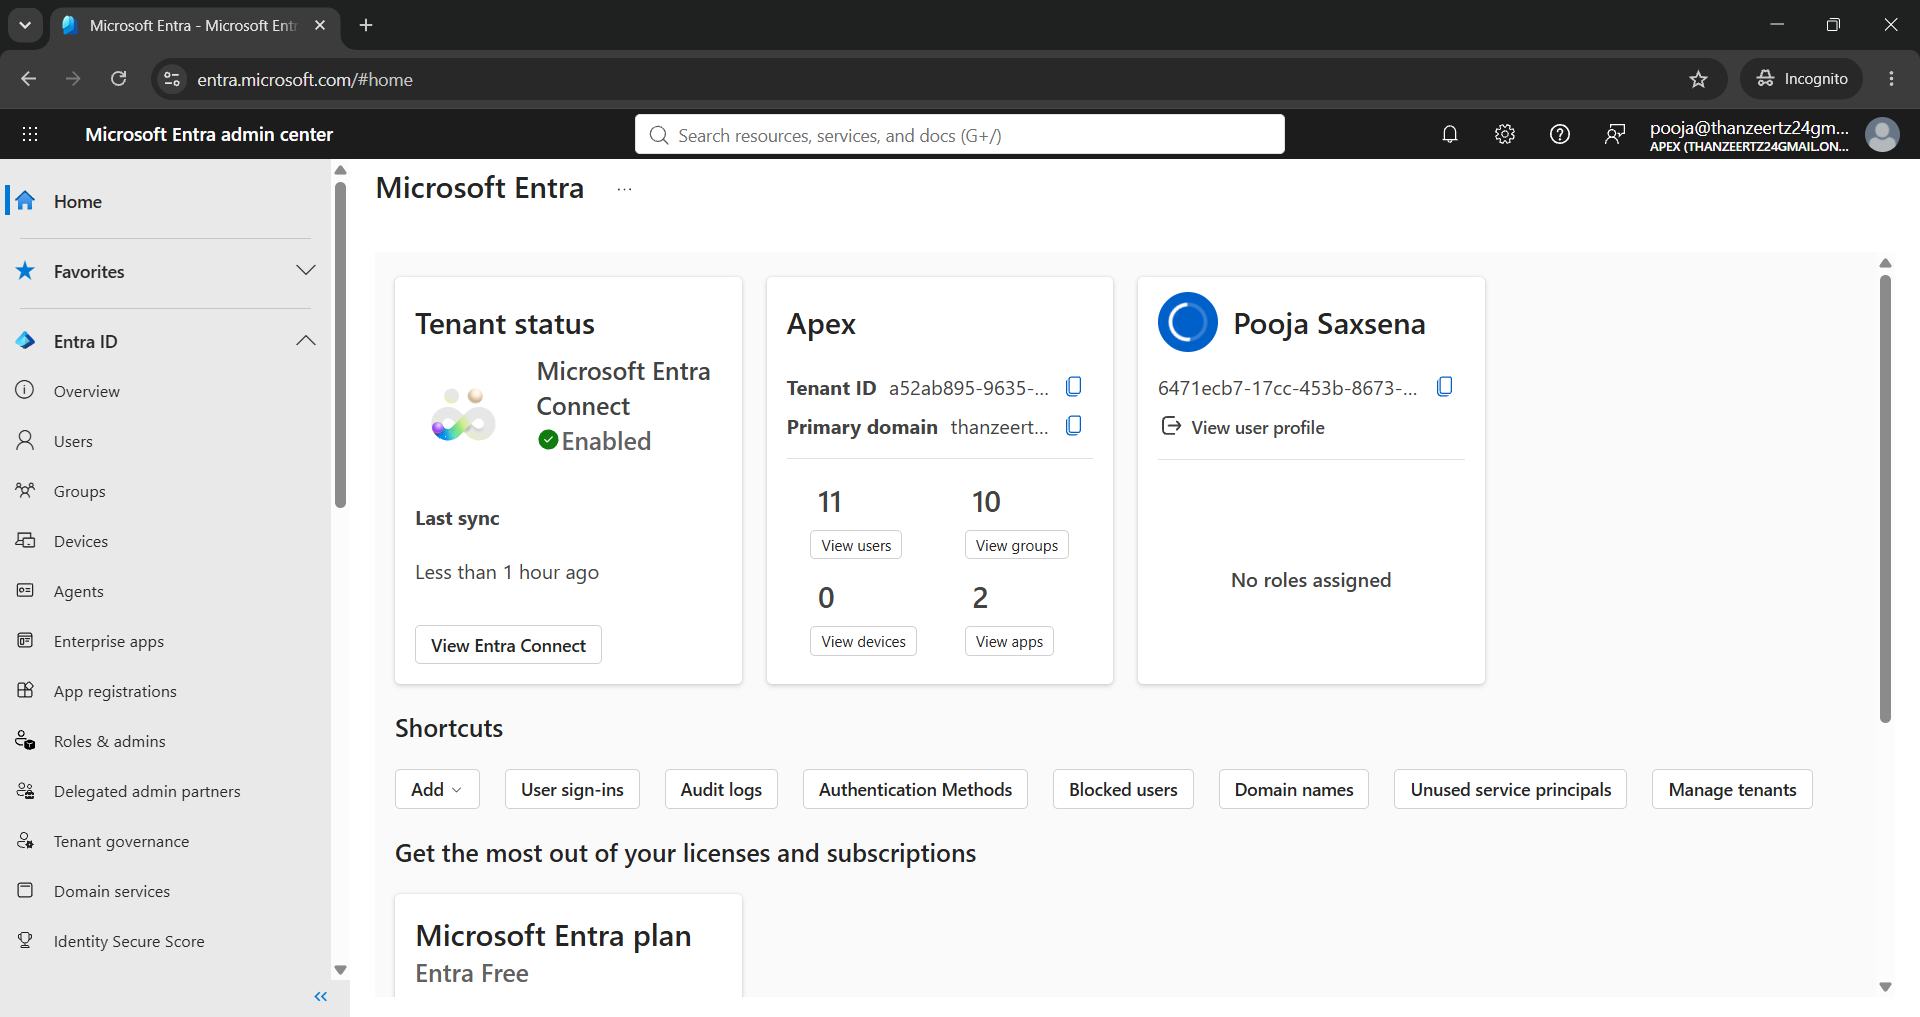 Microsoft Entra - Microsoft Entr
entra.microsoft.com/#home
Incognito
Microsoft Entra admin center
Search resources, services, and docs (G+/)
pooja@thanzeertz24gm...
APEX (THANZEERTZ24GMAIL.ON...
Home
Favorites
Entra ID
Overview
Users
Groups
Devices
Agents
Enterprise apps
App registrations
Roles & admins
Delegated admin partners
Tenant governance
Domain services
Identity Secure Score
Microsoft Entra ...
Tenant status
Microsoft Entra
Connect
Enabled
Last sync
Less than 1 hour ago
View Entra Connect
Apex
Tenant ID a52ab895-9635-...
Primary domain thanzeert...
11
View users
10
View groups
0
View devices
2
View apps
Pooja Saxsena
6471ecb7-17cc-453b-8673-...
View user profile
No roles assigned
Shortcuts
Add
User sign-ins
Audit logs
Authentication Methods
Blocked users
Domain names
Unused service principals
Manage tenants
Get the most out of your licenses and subscriptions
Microsoft Entra plan
Entra Free